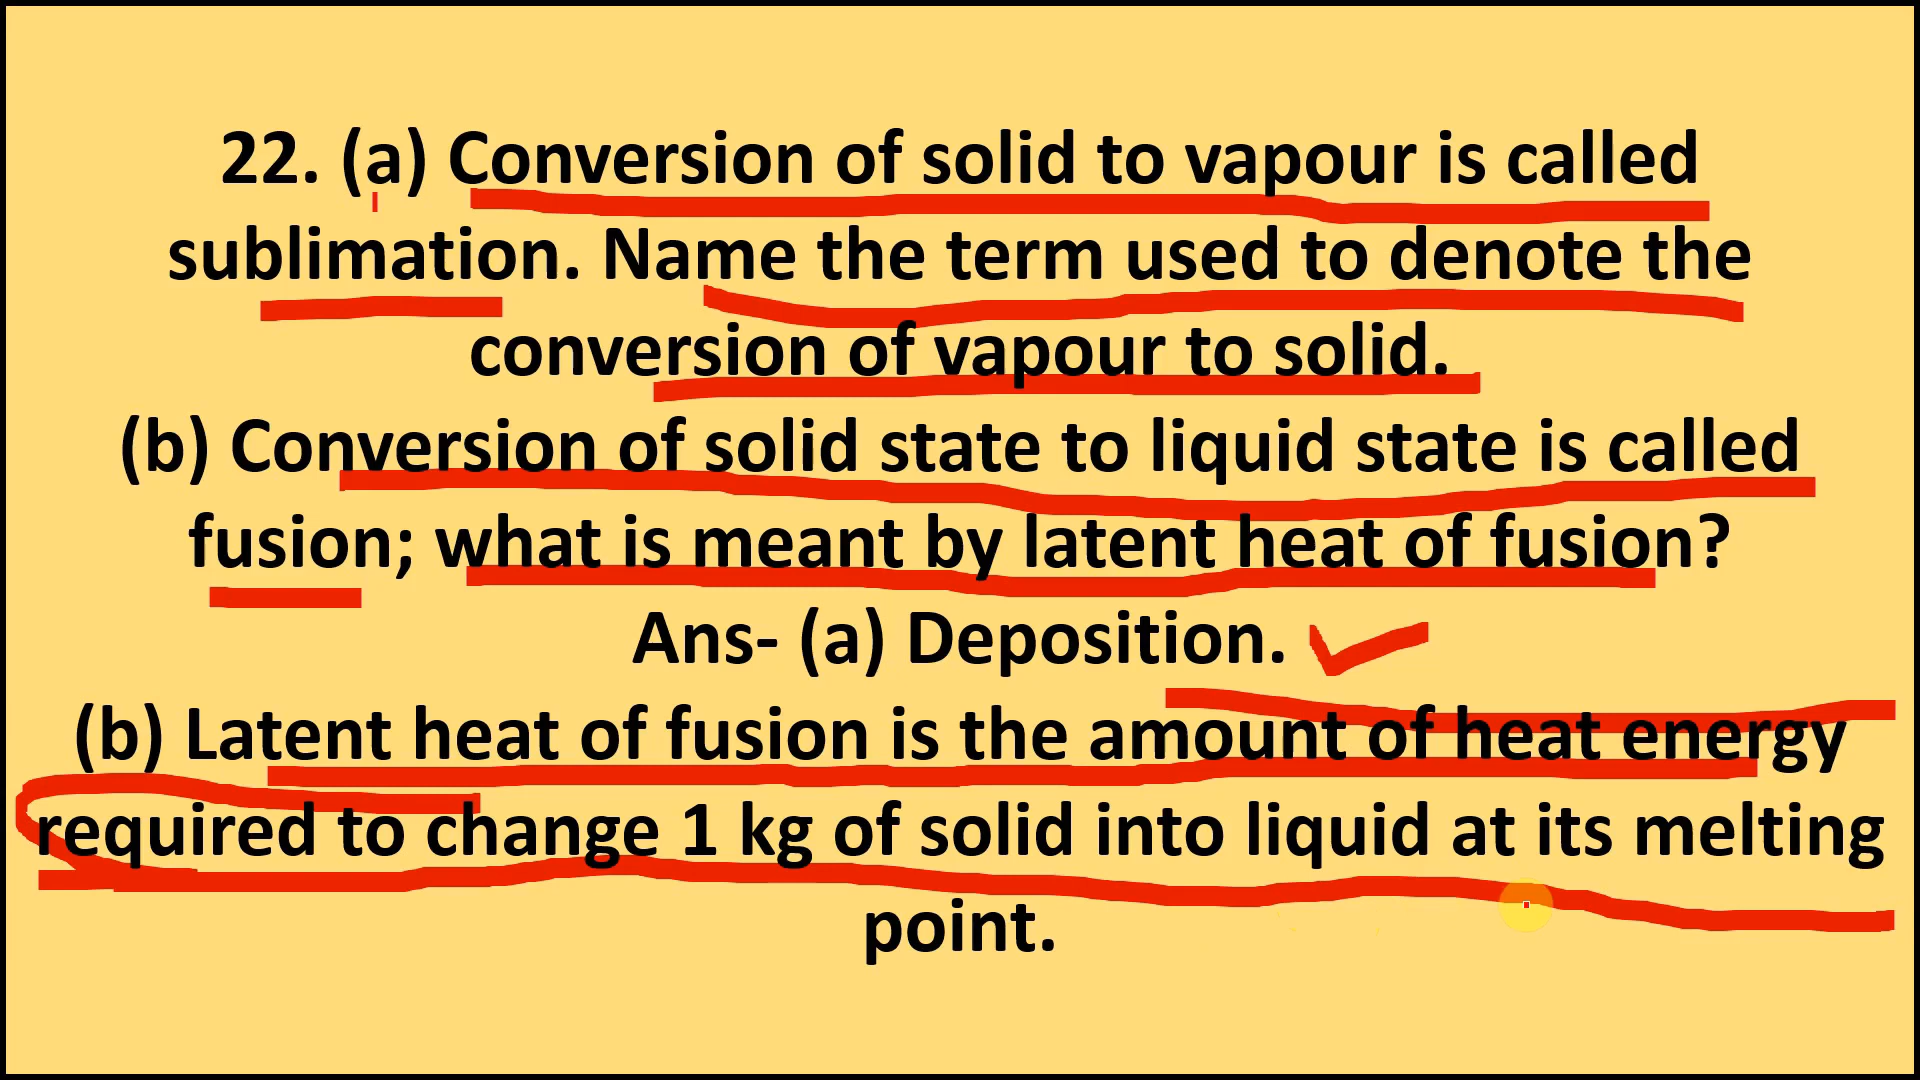 22. (a) Conversion of solid to vapour is called
sublimation. Name the term used to denote the
conversion of vapour to solid.
(b) Conversion of solid state to liquid state is called
fusion; what is meant by latent heat of fusion?
Ans- (a) Deposition.
(b) Latent heat of fusion is the amount of heat energy
required to change 1 kg of solid into liquid at its melting
point.